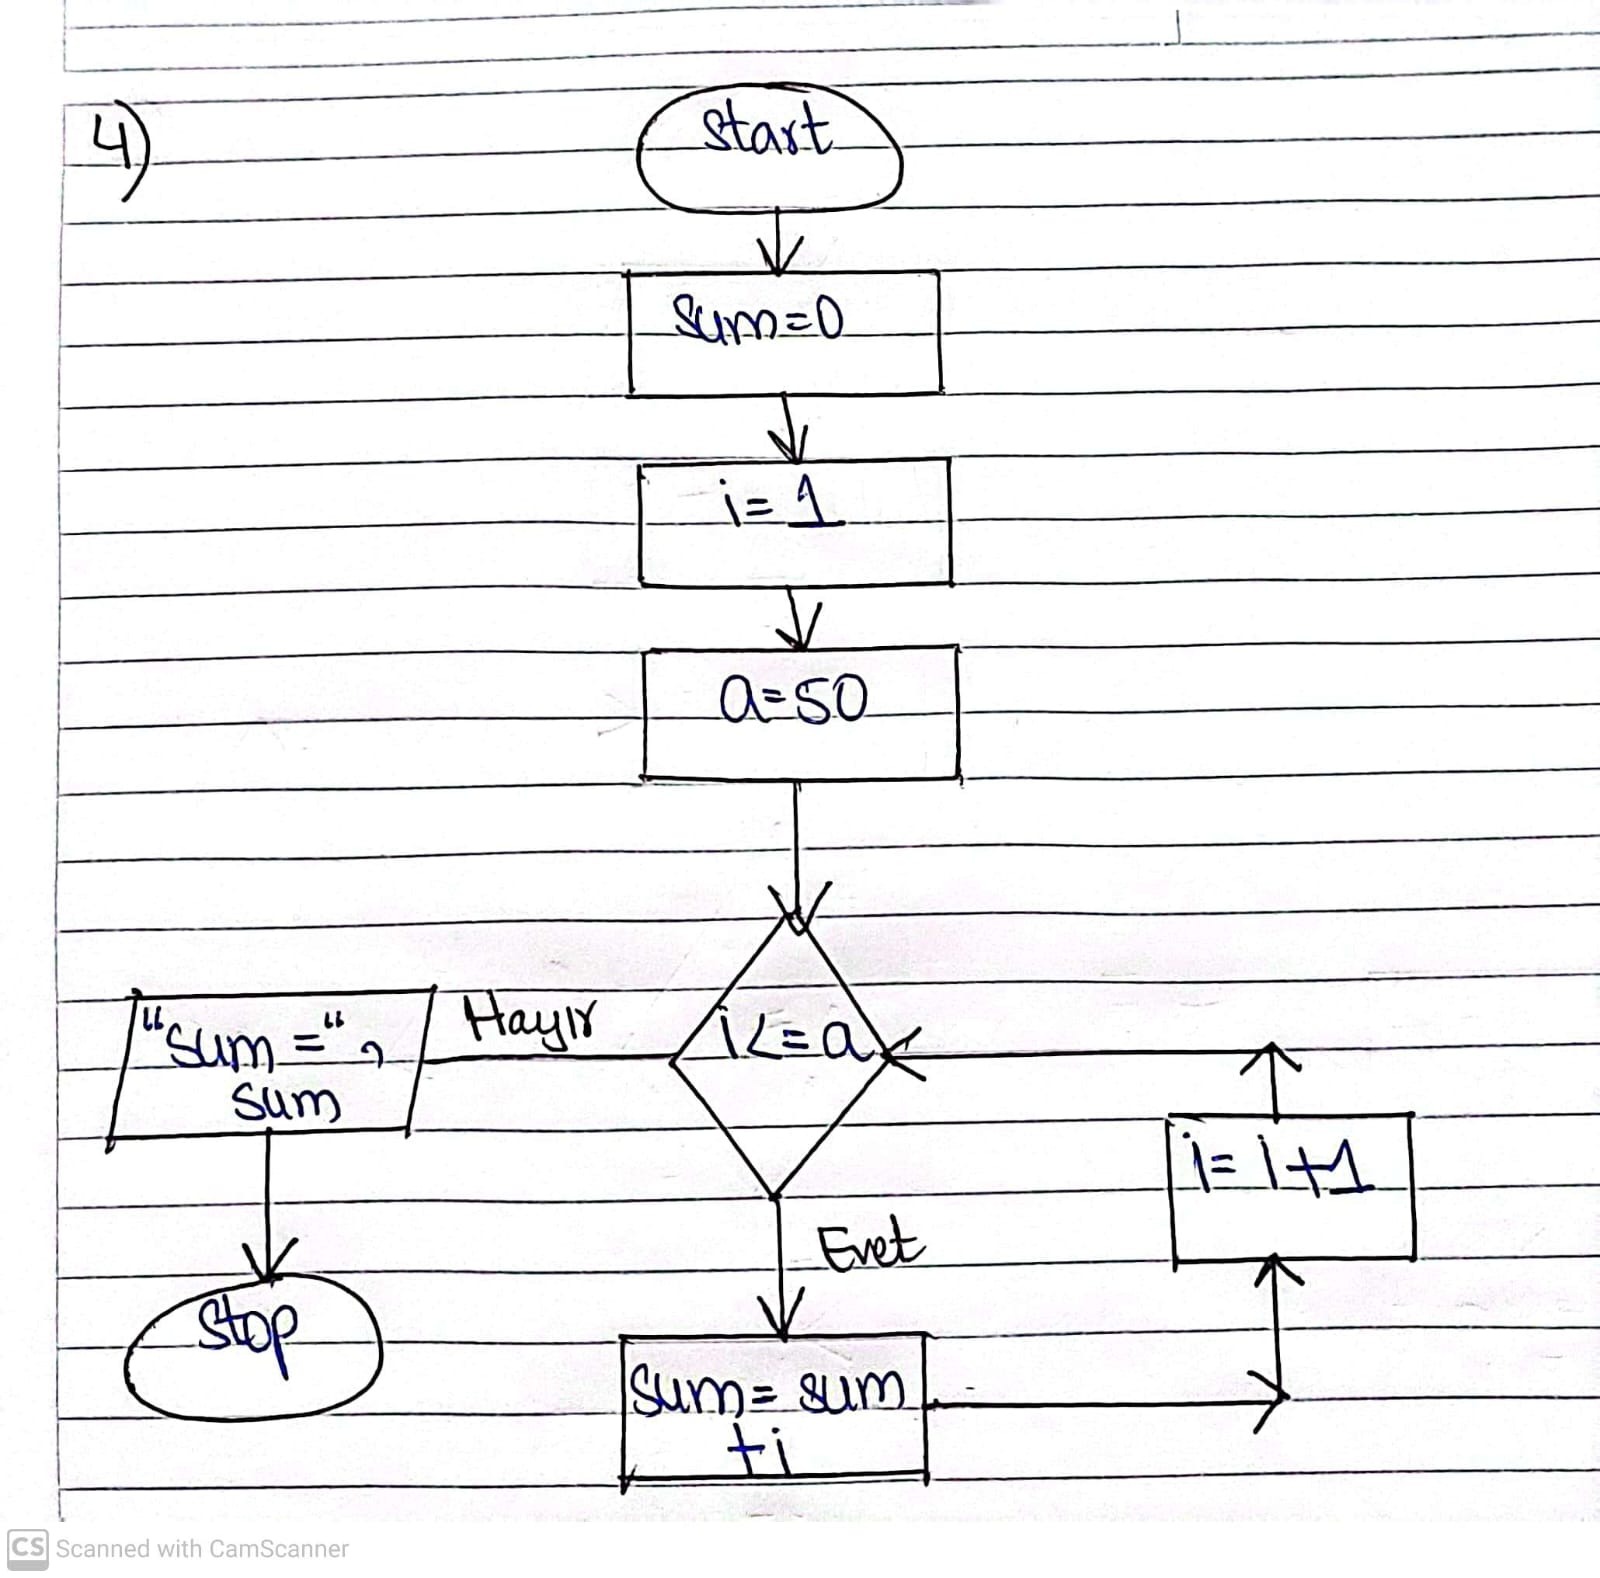 4)
Start
Sum=0
i=1
a=50
i<=a
Hayır
"sum =",
sum
i=i+1
Evet
Stop
Sum= sum
+i
CS Scanned with CamScanner